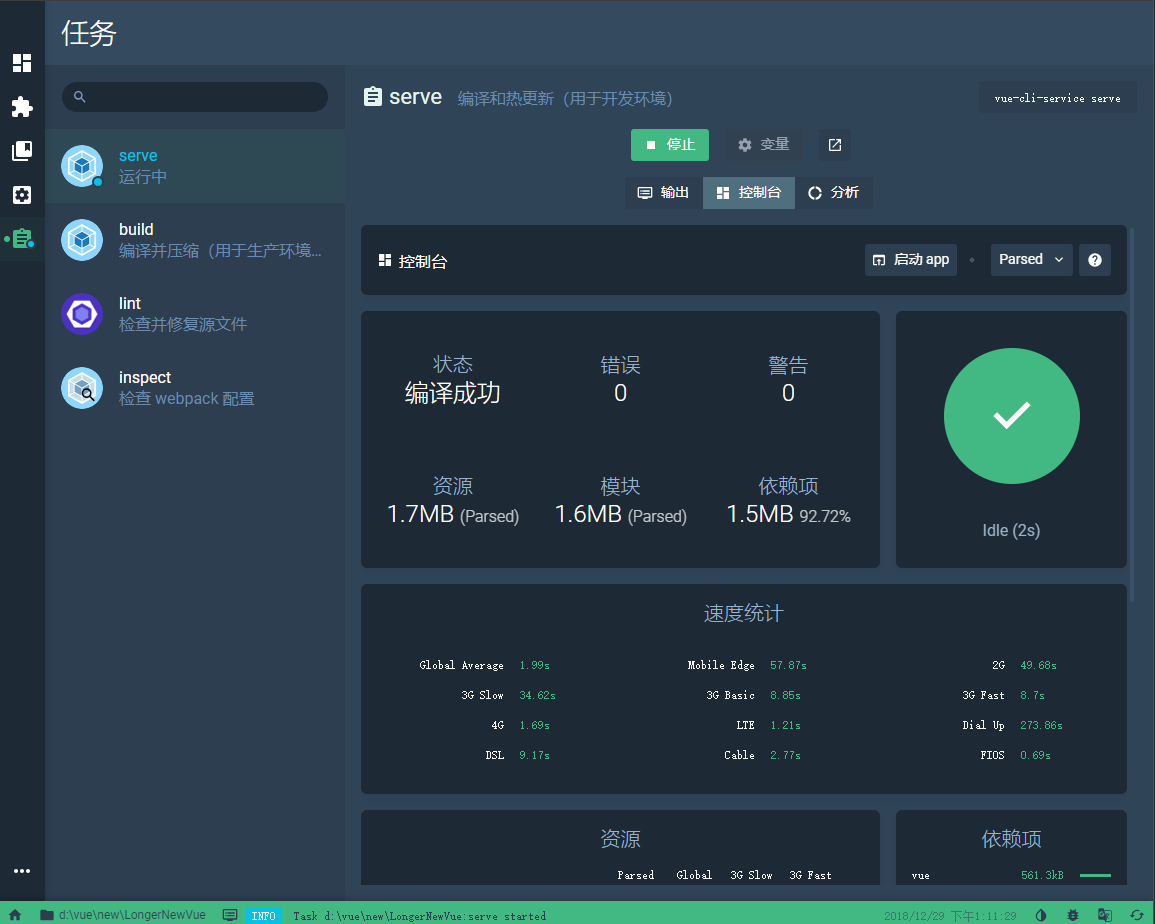 任务
serve
运行中
build
编译并压缩（用于生产环境...
lint
检查并修复源文件
inspect
检查 webpack 配置
serve 编译和热更新（用于开发环境）
vue-cli-service serve
停止 变量
输出 控制台 分析
控制台
启动 app Parsed
状态 错误 警告
编译成功 0 0
资源 模块 依赖项
1.7MB (Parsed) 1.6MB (Parsed) 1.5MB 92.72%
Idle (2s)
速度统计
Global Average 1.99s Mobile Edge 57.87s 2G 49.68s
3G Slow 34.62s 3G Basic 8.85s 3G Fast 8.7s
4G 1.69s LTE 1.21s Dial Up 273.86s
DSL 9.17s Cable 2.77s FIOS 0.69s
资源
Parsed Global 3G Slow 3G Fast
依赖项
vue 561.3kB
d:\vue\new\LongerNewVue INFO Task d:\vue\new\LongerNewVue:serve started 2018/12/29 下午1:11:29